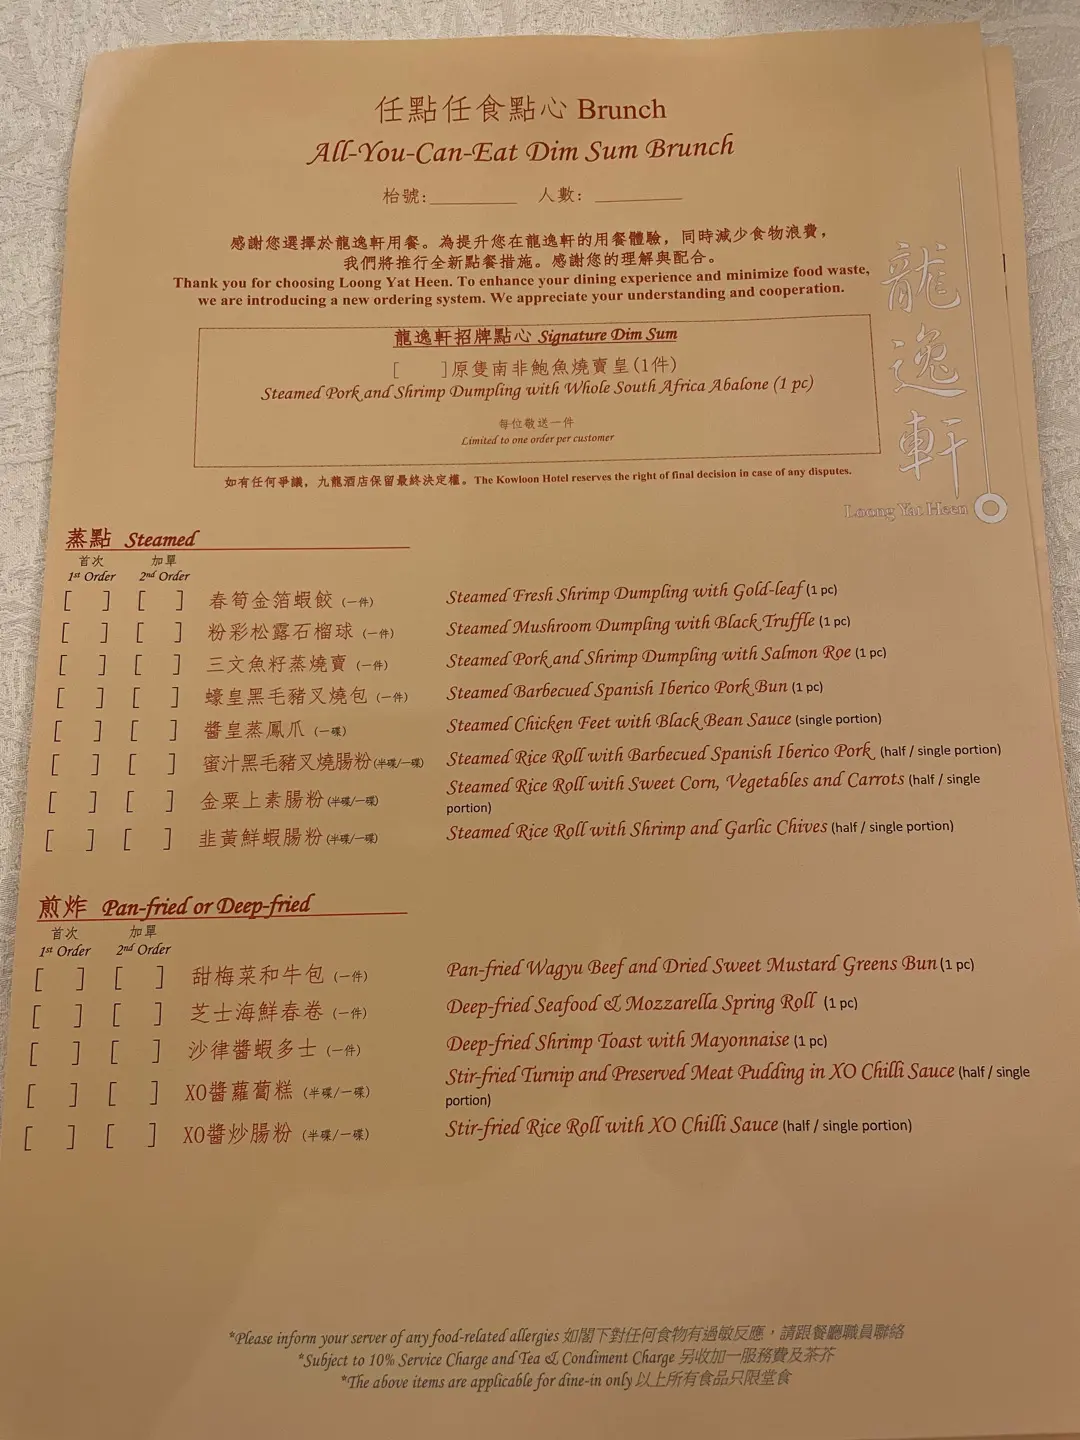 任點任食點心 Brunch
All-You-Can-Eat Dim Sum Brunch
枱號:________ 人數: ________
感謝您選擇於龍逸軒用餐。為提升您在龍逸軒的用餐體驗，同時減少食物浪費，
我們將推行全新點餐措施。感謝您的理解與配合。
Thank you for choosing Loong Yat Heen. To enhance your dining experience and minimize food waste,
we are introducing a new ordering system. We appreciate your understanding and cooperation.
龍逸軒招牌點心 Signature Dim Sum
[ ]原隻南非鮑魚燒賣皇(1件)
Steamed Pork and Shrimp Dumpling with Whole South Africa Abalone (1 pc)
每位敬送一件
Limited to one order per customer
如有任何爭議，九龍酒店保留最終決定權。The Kowloon Hotel reserves the right of final decision in case of any disputes.
龍逸軒
Loong Yat Heen
蒸點 Steamed
首次 加單
1st Order 2nd Order
[ ] [ ] 春筍金箔蝦餃 (一件) Steamed Fresh Shrimp Dumpling with Gold-leaf (1 pc)
[ ] [ ] 粉彩松露石榴球 (一件) Steamed Mushroom Dumpling with Black Truffle (1 pc)
[ ] [ ] 三文魚籽蒸燒賣 (一件) Steamed Pork and Shrimp Dumpling with Salmon Roe (1 pc)
[ ] [ ] 蠔皇黑毛豬叉燒包 (一件) Steamed Barbecued Spanish Iberico Pork Bun (1 pc)
[ ] [ ] 醬皇蒸鳳爪 (一碟) Steamed Chicken Feet with Black Bean Sauce (single portion)
[ ] [ ] 蜜汁黑毛豬叉燒腸粉(半碟/一碟) Steamed Rice Roll with Barbecued Spanish Iberico Pork (half / single portion)
[ ] [ ] 金粟上素腸粉(半碟/一碟) Steamed Rice Roll with Sweet Corn, Vegetables and Carrots (half / single
portion)
[ ] [ ] 韭黃鮮蝦腸粉(半碟/一碟) Steamed Rice Roll with Shrimp and Garlic Chives (half / single portion)
煎炸 Pan-fried or Deep-fried
首次 加單
1st Order 2nd Order
[ ] [ ] 甜梅菜和牛包 (一件) Pan-fried Wagyu Beef and Dried Sweet Mustard Greens Bun (1 pc)
[ ] [ ] 芝士海鮮春卷 (一件) Deep-fried Seafood & Mozzarella Spring Roll (1 pc)
[ ] [ ] 沙律醬蝦多士 (一件) Deep-fried Shrimp Toast with Mayonnaise (1 pc)
[ ] [ ] XO醬蘿蔔糕 (半碟/一碟) Stir-fried Turnip and Preserved Meat Pudding in XO Chilli Sauce (half / single
portion)
[ ] [ ] XO醬炒腸粉 (半碟/一碟) Stir-fried Rice Roll with XO Chilli Sauce (half / single portion)
*Please inform your server of any food-related allergies 如閣下對任何食物有過敏反應，請跟餐廳職員聯絡
*Subject to 10% Service Charge and Tea & Condiment Charge 另收加一服務費及茶芥
*The above items are applicable for dine-in only 以上所有食品只限堂食